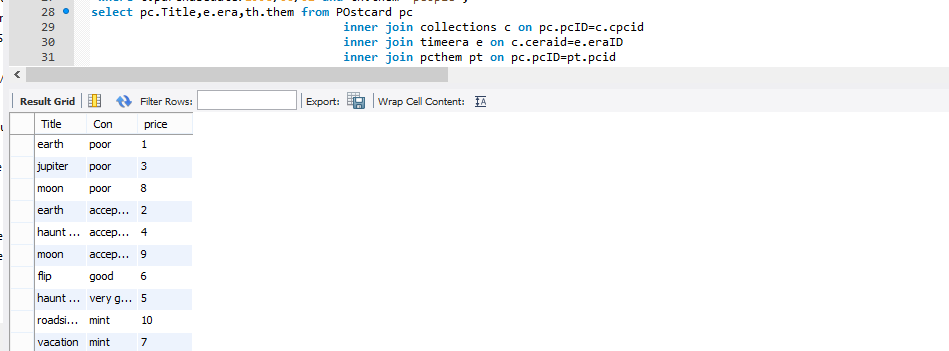 28 select pc.Title,e.era,th.them from POstcard pc
29 inner join collections c on pc.pcID=c.cpcid
30 inner join timeera e on c.ceraid=e.eraID
31 inner join pcthem pt on pc.pcID=pt.pcid
Result Grid Filter Rows: Export: Wrap Cell Content:
Title Con price
earth poor 1
jupiter poor 3
moon poor 8
earth accep... 2
haunt ... accep... 4
moon accep... 9
flip good 6
haunt ... very g... 5
roadsi... mint 10
vacation mint 7